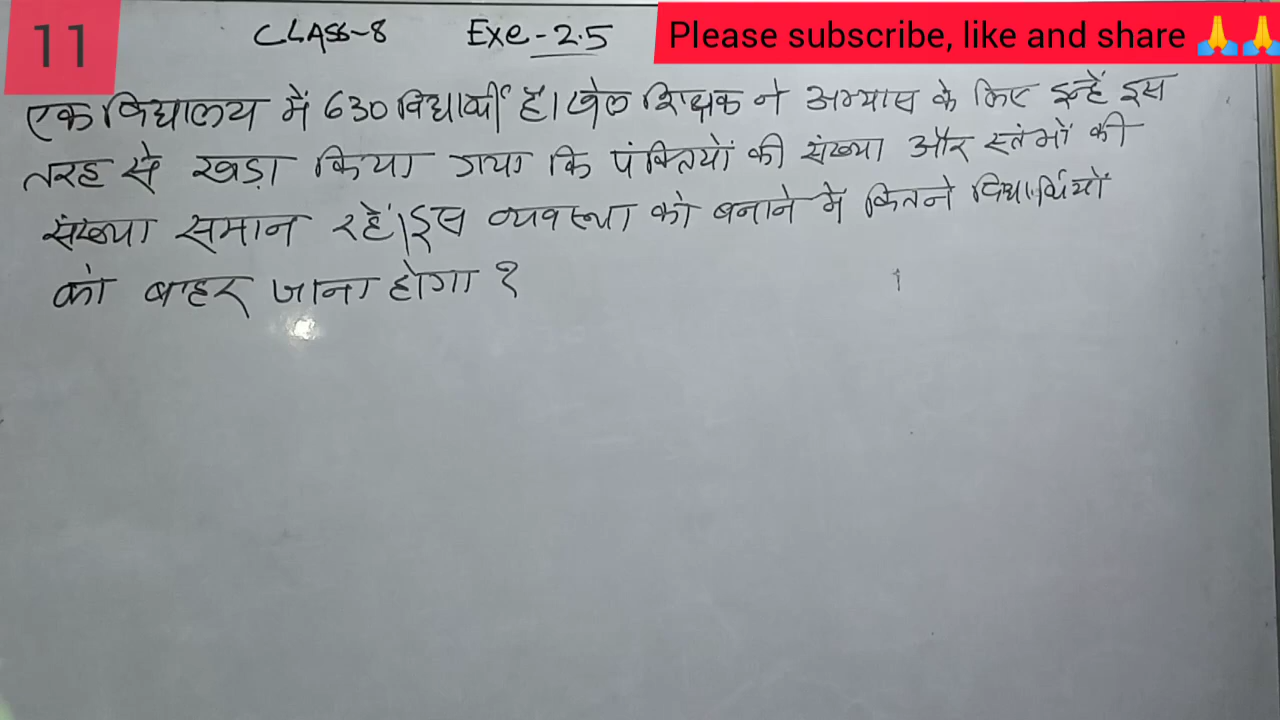 11
CLASS-8 Exe-2.5
Please subscribe, like and share 🙏🙏
एक विद्यालय में 630 विद्यार्थी हैं। खेल शिक्षक ने अभ्यास के लिए इन्हें इस
तरह से खड़ा किया गया कि पंक्तियों की संख्या और स्तंभों की
संख्या समान रहें। इस व्यवस्था को बनाने में कितने विद्यार्थियों
को बाहर जाना होगा ?